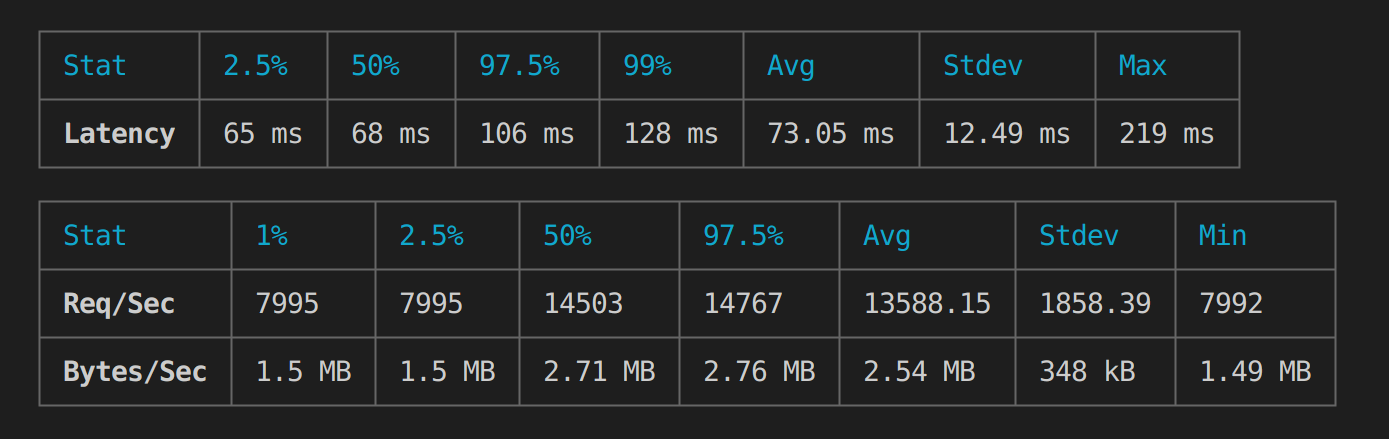 Stat 2.5% 50% 97.5% 99% Avg Stdev Max
Latency 65 ms 68 ms 106 ms 128 ms 73.05 ms 12.49 ms 219 ms
Stat 1% 2.5% 50% 97.5% Avg Stdev Min
Req/Sec 7995 7995 14503 14767 13588.15 1858.39 7992
Bytes/Sec 1.5 MB 1.5 MB 2.71 MB 2.76 MB 2.54 MB 348 kB 1.49 MB